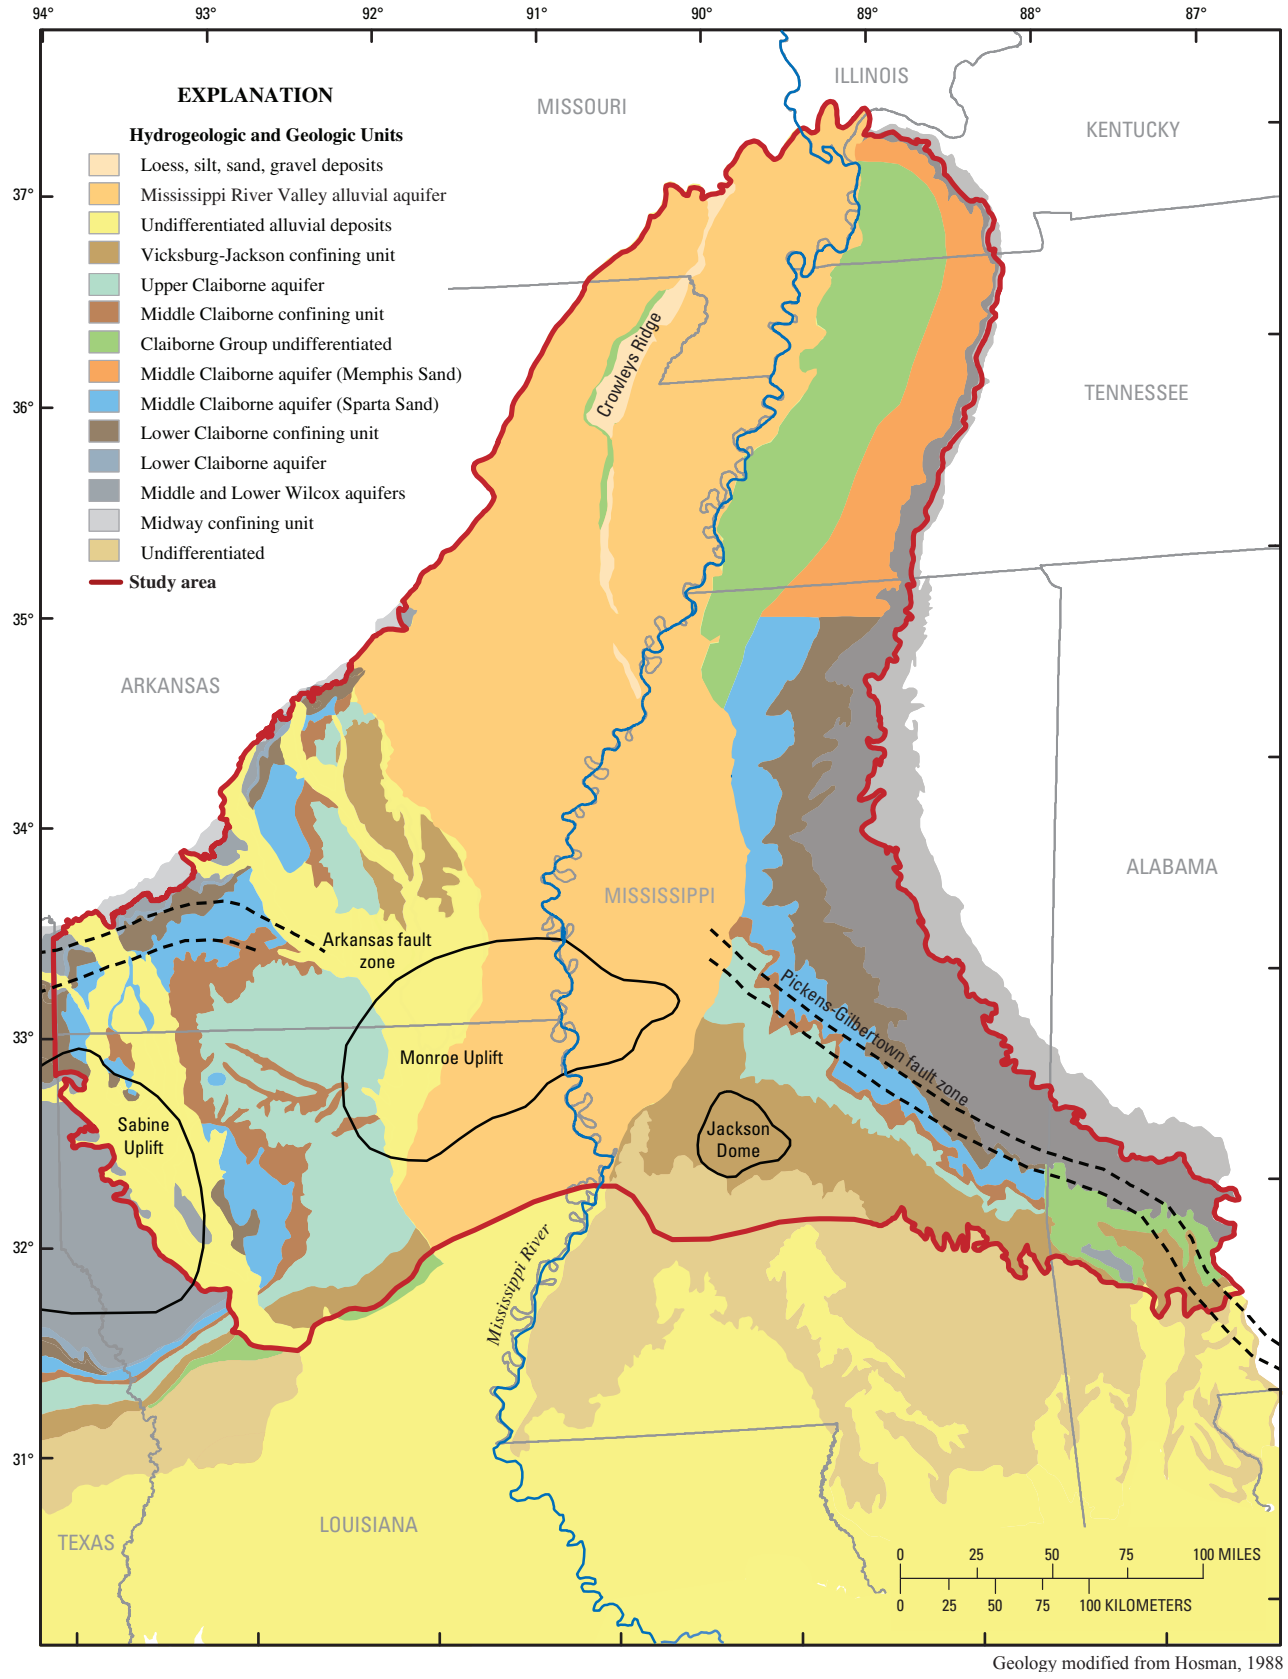 94°
93°
92°
91°
90°
89°
88°
87°
ILLINOIS
MISSOURI
KENTUCKY
EXPLANATION
Hydrogeologic and Geologic Units
Loess, silt, sand, gravel deposits
Mississippi River Valley alluvial aquifer
Undifferentiated alluvial deposits
Vicksburg-Jackson confining unit
Upper Claiborne aquifer
Middle Claiborne confining unit
Claiborne Group undifferentiated
Middle Claiborne aquifer (Memphis Sand)
Middle Claiborne aquifer (Sparta Sand)
Lower Claiborne confining unit
Lower Claiborne aquifer
Middle and Lower Wilcox aquifers
Midway confining unit
Undifferentiated
Study area
37°
36°
35°
34°
33°
32°
31°
Crowleys Ridge
TENNESSEE
ARKANSAS
ALABAMA
MISSISSIPPI
Arkansas fault
zone
Pickens-Gilbertown fault zone
Monroe Uplift
Sabine
Uplift
Jackson
Dome
Mississippi River
LOUISIANA
TEXAS
0
25
50
75
100 MILES
0
25
50
75
100 KILOMETERS
Geology modified from Hosman, 1988